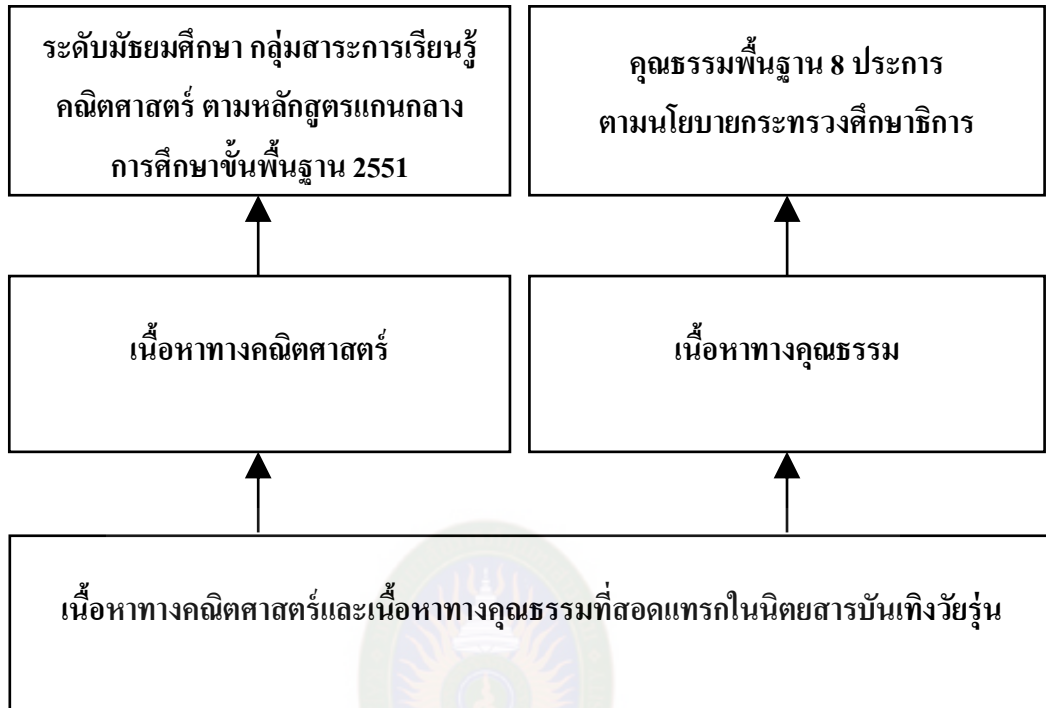 ระดับมัธยมศึกษา กลุ่มสาระการเรียนรู้
คณิตศาสตร์ ตามหลักสูตรแกนกลาง
การศึกษาขั้นพื้นฐาน 2551
คุณธรรมพื้นฐาน 8 ประการ
ตามนโยบายกระทรวงศึกษาธิการ
เนื้อหาทางคณิตศาสตร์
เนื้อหาทางคุณธรรม
เนื้อหาทางคณิตศาสตร์และเนื้อหาทางคุณธรรมที่สอดแทรกในนิตยสารบันเทิงวัยรุ่น